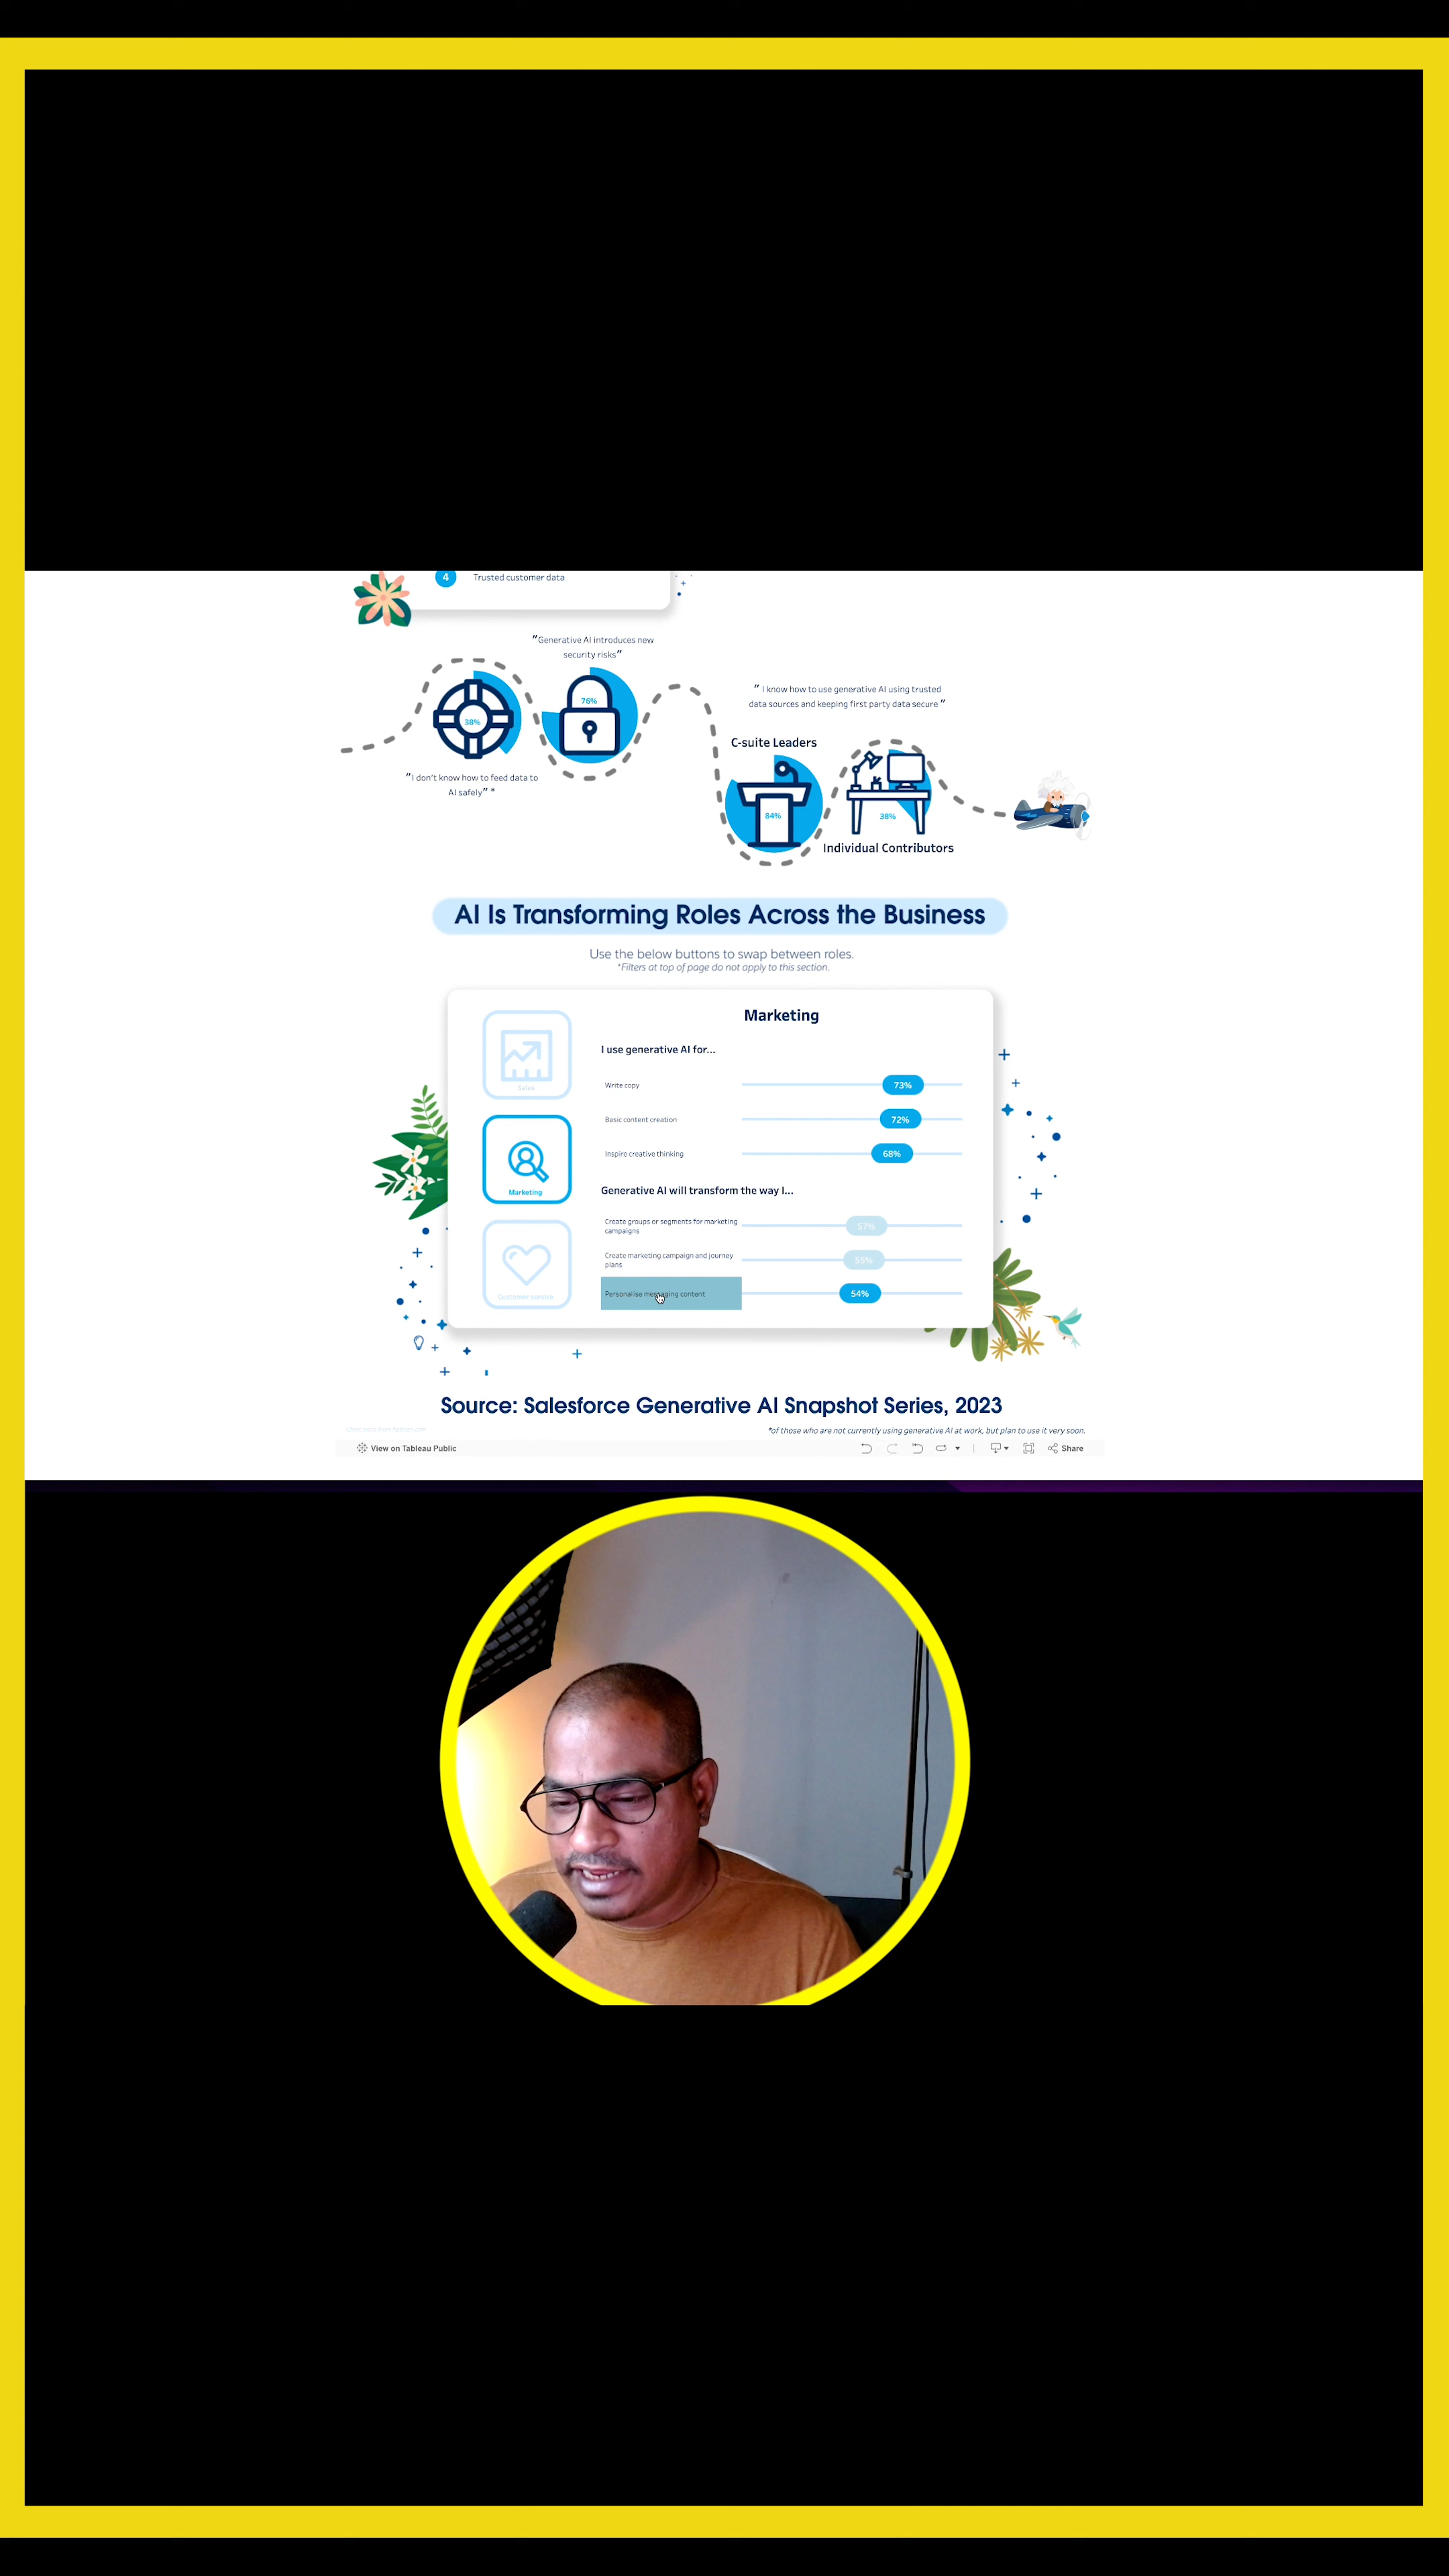 4 Trusted customer data
"Generative AI introduces new
security risks"
38%
76%
"I don't know how to feed data to
AI safely" *
" I know how to use generative AI using trusted
data sources and keeping first party data secure "
C-suite Leaders
84%
38%
Individual Contributors
AI Is Transforming Roles Across the Business
Use the below buttons to swap between roles.
*Filters at top of page do not apply to this section.
Sales
Marketing
Customer service
Marketing
I use generative AI for...
Write copy 73%
Basic content creation 72%
Inspire creative thinking 68%
Generative AI will transform the way I...
Create groups or segments for marketing
campaigns 57%
Create marketing campaign and journey
plans 55%
Personalise messaging content 54%
Source: Salesforce Generative AI Snapshot Series, 2023
*of those who are not currently using generative AI at work, but plan to use it very soon.
View on Tableau Public
Share